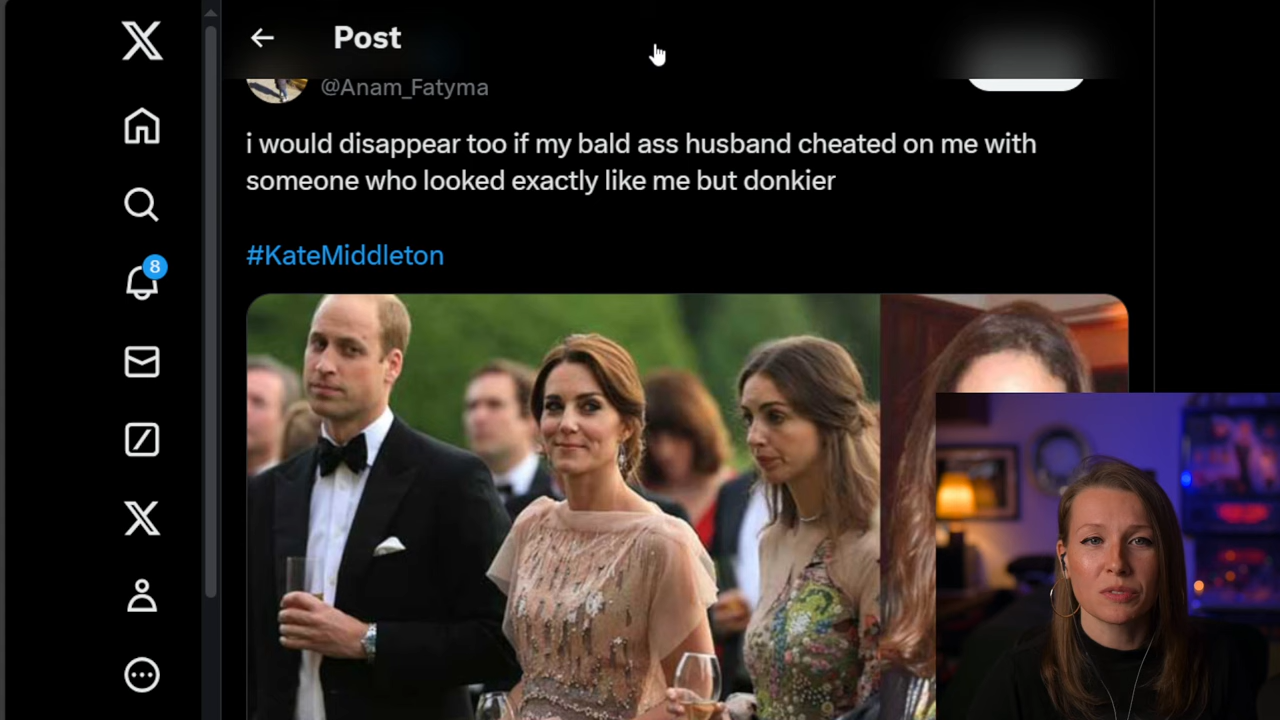 Post
@Anam_Fatyma
i would disappear too if my bald ass husband cheated on me with
someone who looked exactly like me but donkier
#KateMiddleton
8